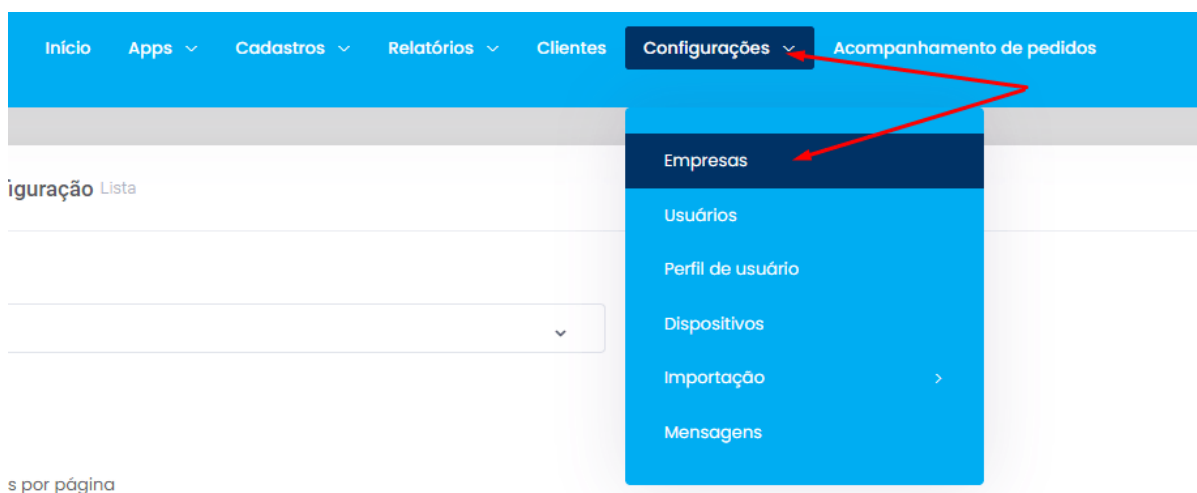 Início Apps Cadastros Relatórios Clientes Configurações Acompanhamento de pedidos
Empresas
iguração Lista
Usuários
Perfil de usuário
Dispositivos
Importação
Mensagens
s por página